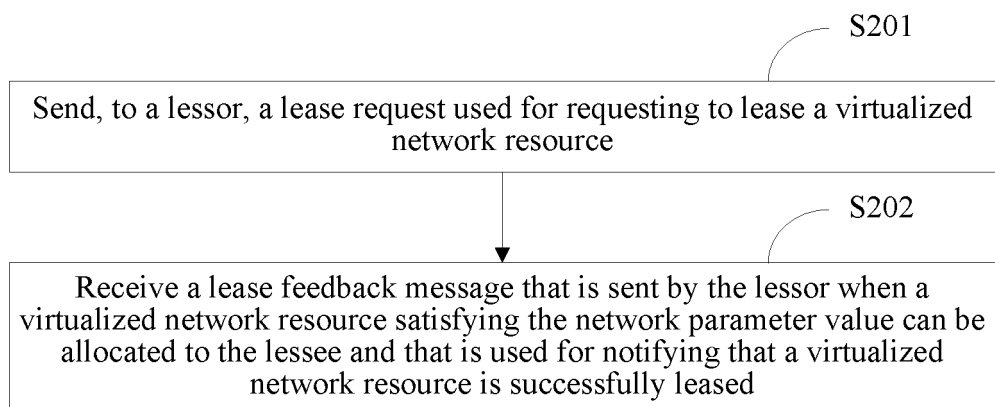 S201
Send, to a lessor, a lease request used for requesting to lease a virtualized
network resource
S202
Receive a lease feedback message that is sent by the lessor when a
virtualized network resource satisfying the network parameter value can be
allocated to the lessee and that is used for notifying that a virtualized
network resource is successfully leased